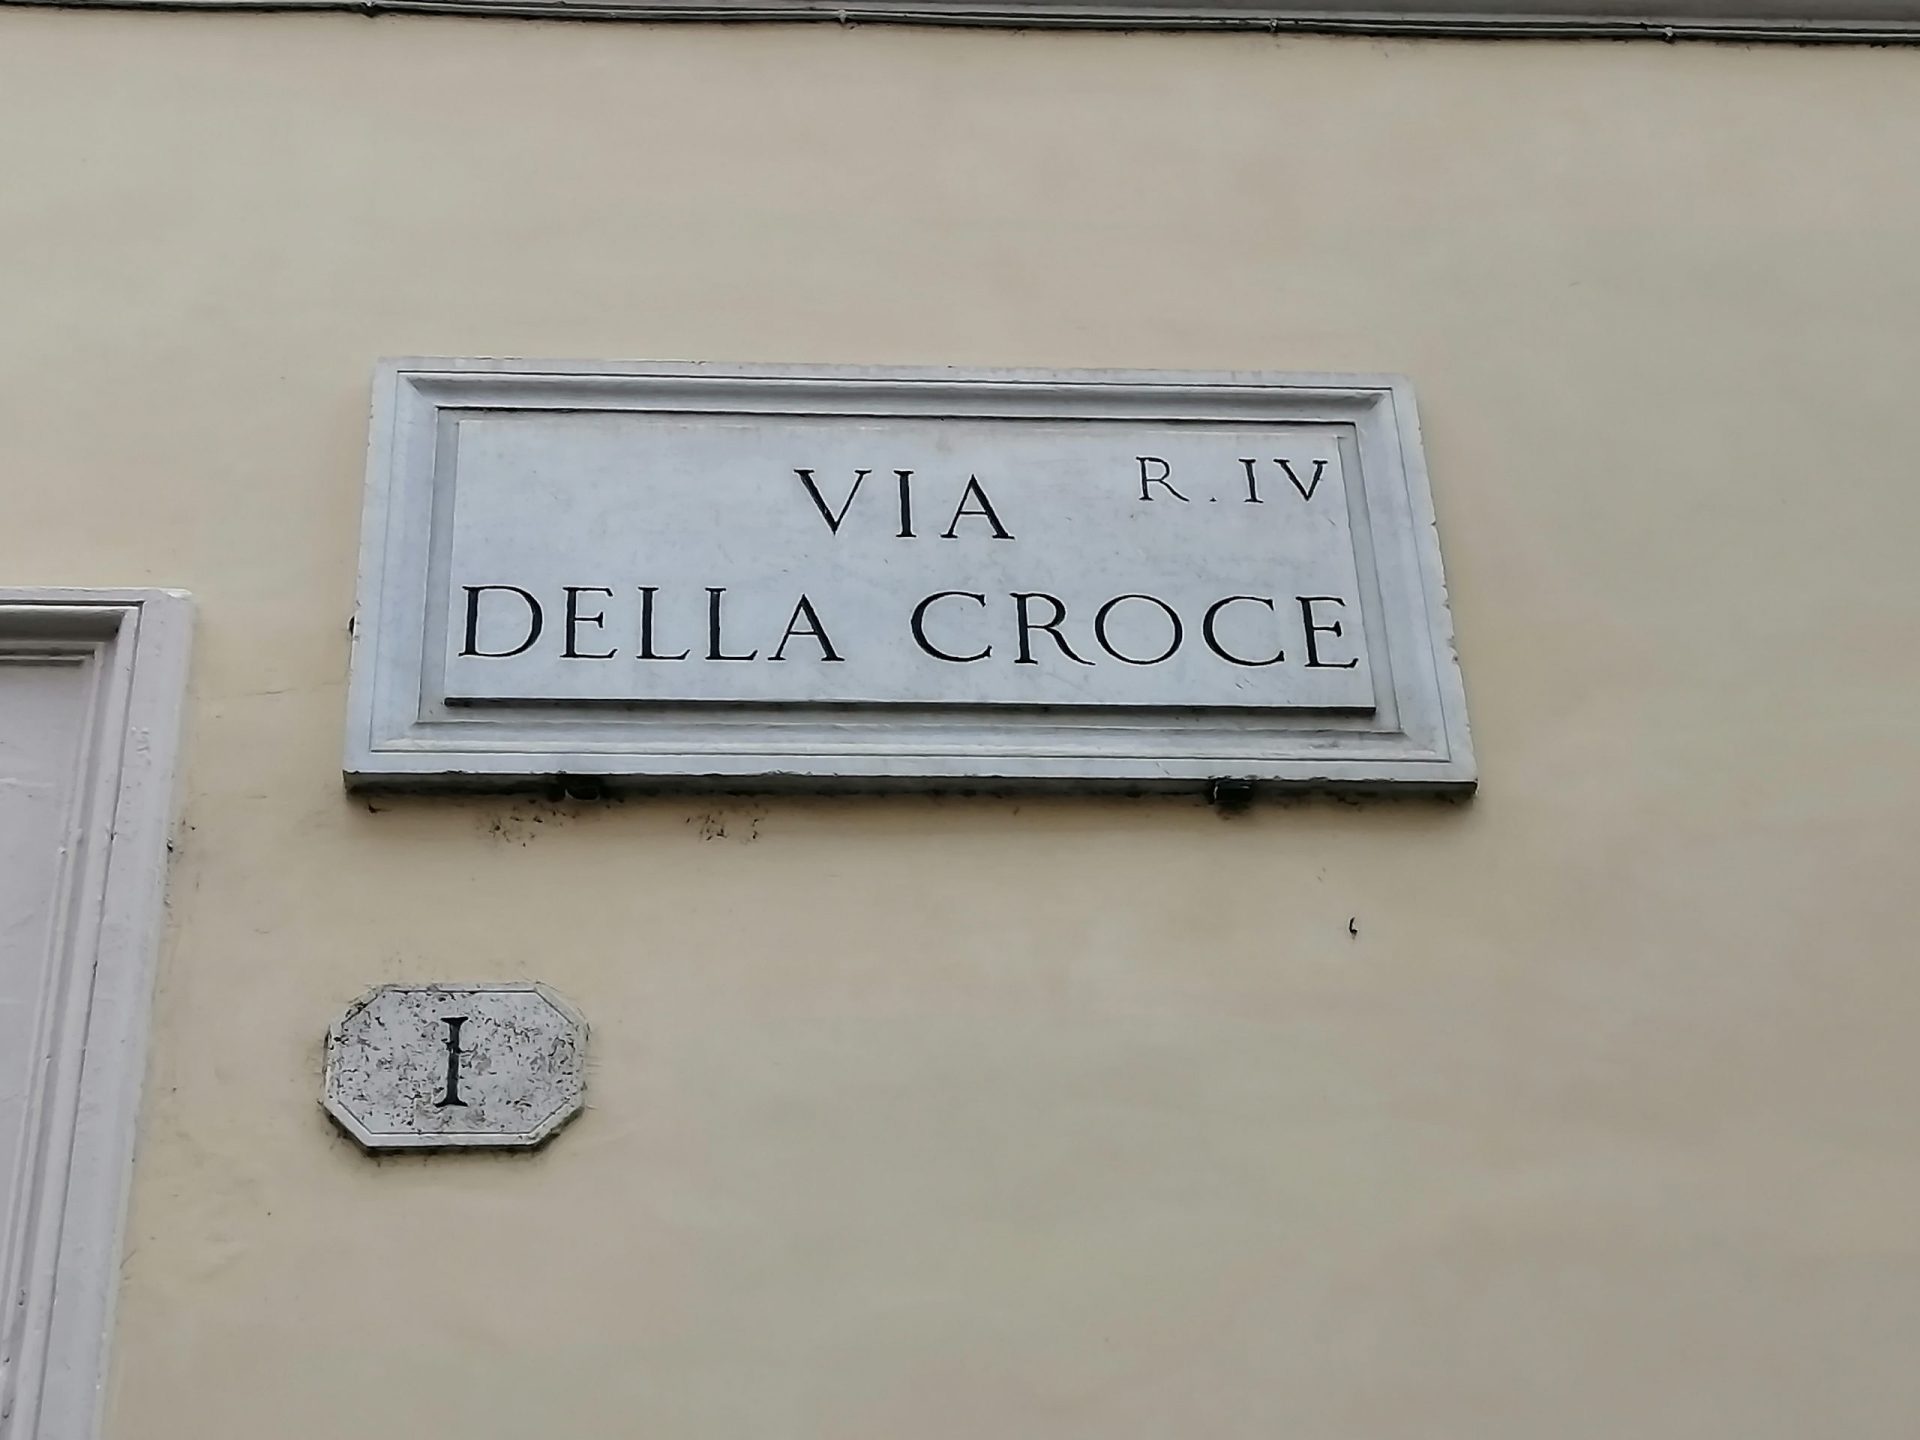 VIA R. IV
DELLA CROCE
I